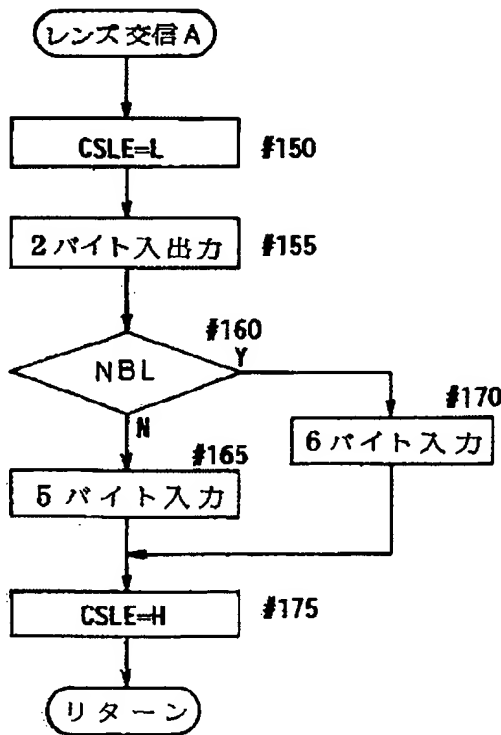 レンズ交信A
CSLE=L #150
2バイト入出力 #155
#160
NBL Y
#170
N
6バイト入力
#165
5バイト入力
CSLE=H #175
リターン